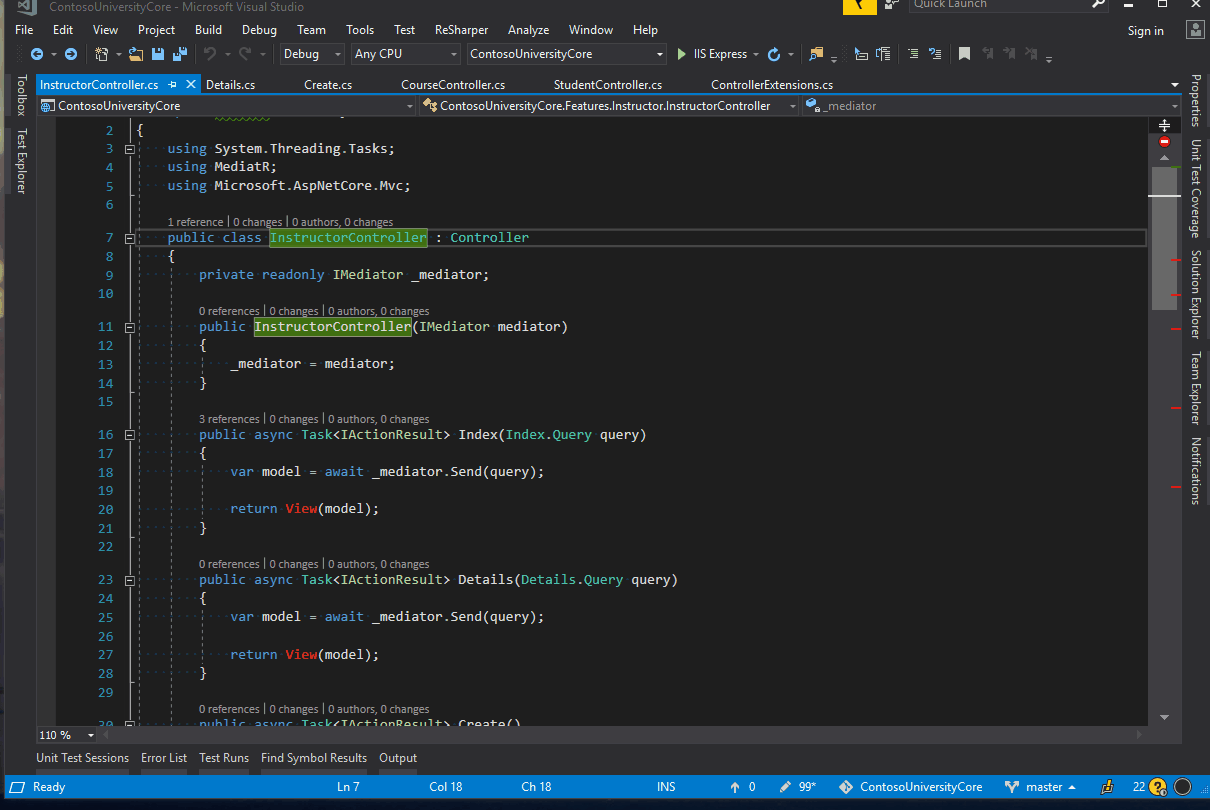 ContosoUniversityCore - Microsoft Visual Studio
Quick Launch
File Edit View Project Build Debug Team Tools Test ReSharper Analyze Window Help
Sign in
Debug Any CPU ContosoUniversityCore IIS Express
InstructorController.cs Details.cs Create.cs CourseController.cs StudentController.cs ControllerExtensions.cs
ContosoUniversityCore ContosoUniversityCore.Features.Instructor.InstructorController _mediator
Toolbox
Test Explorer
2 {
3 using System.Threading.Tasks;
4 using MediatR;
5 using Microsoft.AspNetCore.Mvc;
6
1 reference | 0 changes | 0 authors, 0 changes
7 public class InstructorController : Controller
8 {
9 private readonly IMediator _mediator;
10
0 references | 0 changes | 0 authors, 0 changes
11 public InstructorController(IMediator mediator)
12 {
13 _mediator = mediator;
14 }
15
3 references | 0 changes | 0 authors, 0 changes
16 public async Task<IActionResult> Index(Index.Query query)
17 {
18 var model = await _mediator.Send(query);
19
20 return View(model);
21 }
22
0 references | 0 changes | 0 authors, 0 changes
23 public async Task<IActionResult> Details(Details.Query query)
24 {
25 var model = await _mediator.Send(query);
26
27 return View(model);
28 }
29
0 references | 0 changes | 0 authors, 0 changes
30 public async Task<IActionResult> Create()
Properties
Unit Test Coverage
Solution Explorer
Team Explorer
Notifications
110 %
Unit Test Sessions Error List Test Runs Find Symbol Results Output
Ready Ln 7 Col 18 Ch 18 INS 0 99* ContosoUniversityCore master 22